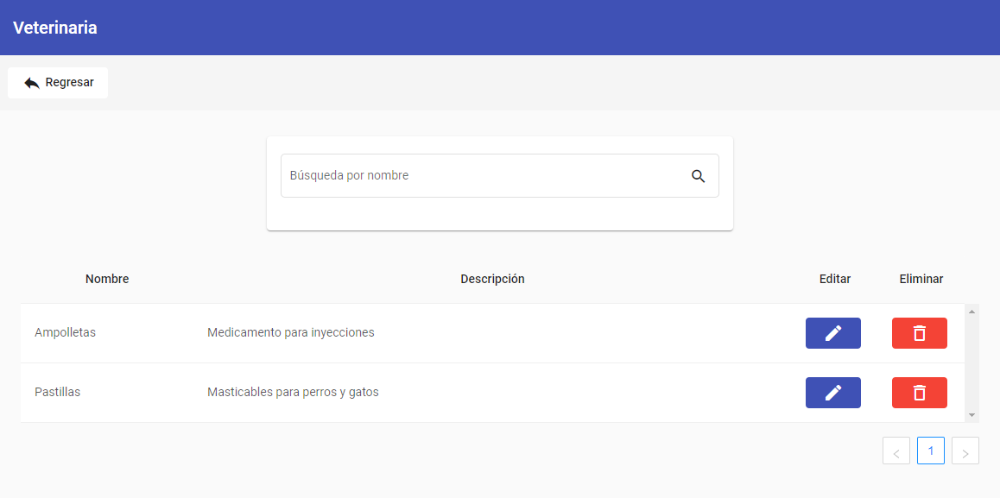 Veterinaria
Regresar
Búsqueda por nombre
Nombre Descripción Editar Eliminar
Ampolletas Medicamento para inyecciones
Pastillas Masticables para perros y gatos
1